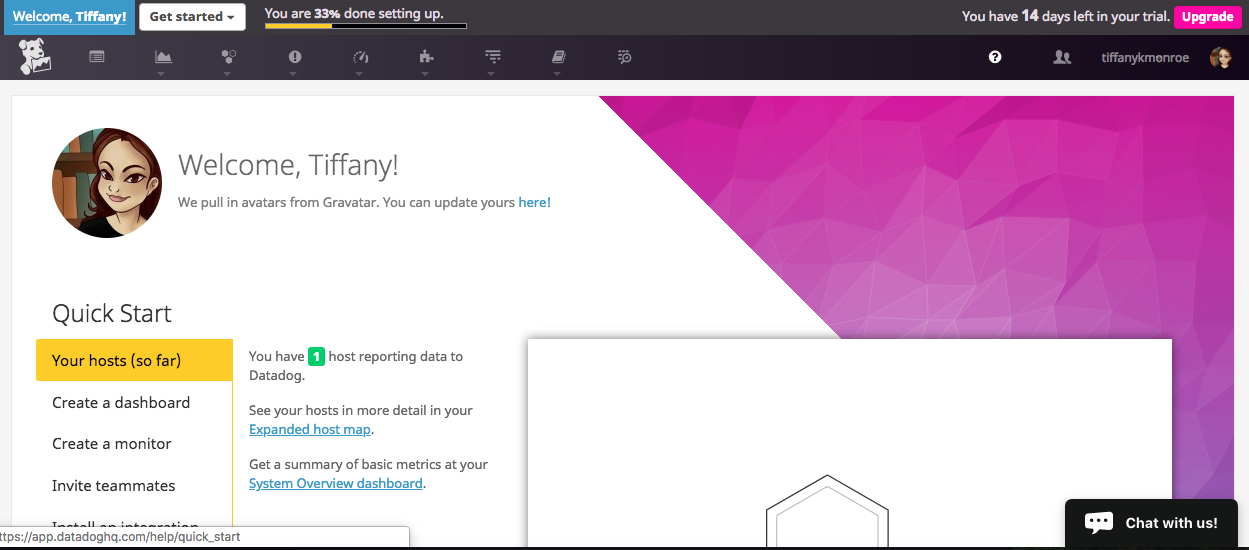 Welcome, Tiffany!
Get started
You are 33% done setting up.
You have 14 days left in your trial.
Upgrade
tiffanykmonroe
Welcome, Tiffany!
We pull in avatars from Gravatar. You can update yours here!
Quick Start
Your hosts (so far)
Create a dashboard
Create a monitor
Invite teammates
Install an integration
You have 1 host reporting data to
Datadog.
See your hosts in more detail in your
Expanded host map.
Get a summary of basic metrics at your
System Overview dashboard.
ttps://app.datadoghq.com/help/quick_start
Chat with us!